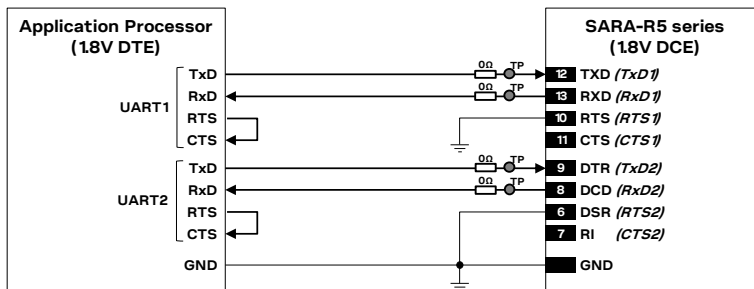 Application Processor
(1.8V DTE)
SARA-R5 series
(1.8V DCE)
UART1
TxD
0Ω
TP
12
TXD (TxD1)
RxD
0Ω
TP
13
RXD (RxD1)
RTS
10
RTS (RTS1)
CTS
11
CTS (CTS1)
UART2
TxD
0Ω
TP
9
DTR (TxD2)
RxD
0Ω
TP
8
DCD (RxD2)
RTS
6
DSR (RTS2)
CTS
7
RI (CTS2)
GND
GND